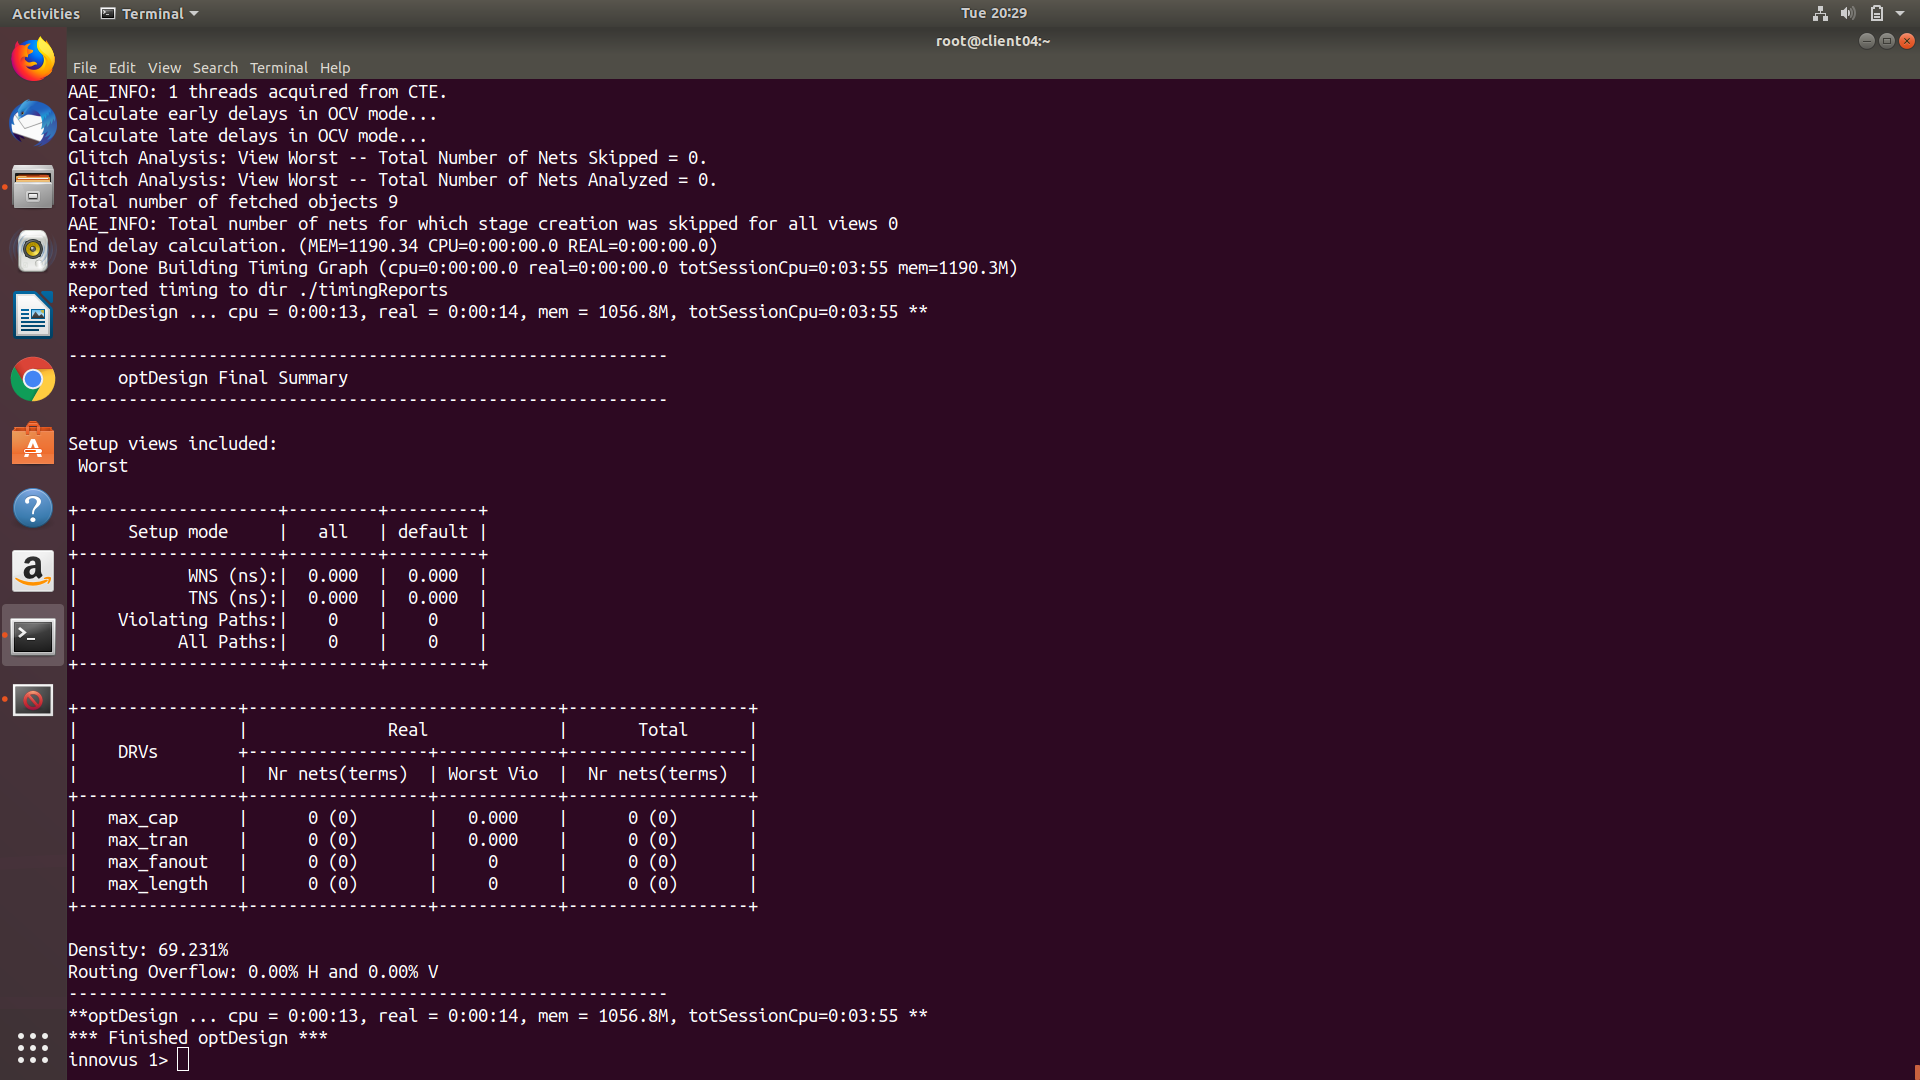 Activities Terminal Tue 20:29
root@client04:~
File Edit View Search Terminal Help
AAE_INFO: 1 threads acquired from CTE.
Calculate early delays in OCV mode...
Calculate late delays in OCV mode...
Glitch Analysis: View Worst -- Total Number of Nets Skipped = 0.
Glitch Analysis: View Worst -- Total Number of Nets Analyzed = 0.
Total number of fetched objects 9
AAE_INFO: Total number of nets for which stage creation was skipped for all views 0
End delay calculation. (MEM=1190.34 CPU=0:00:00.0 REAL=0:00:00.0)
*** Done Building Timing Graph (cpu=0:00:00.0 real=0:00:00.0 totSessionCpu=0:03:55 mem=1190.3M)
Reported timing to dir ./timingReports
**optDesign ... cpu = 0:00:13, real = 0:00:14, mem = 1056.8M, totSessionCpu=0:03:55 **
------------------------------------------------------------
     optDesign Final Summary
------------------------------------------------------------
Setup views included:
 Worst
+--------------------+---------+---------+
|     Setup mode     |   all   | default |
+--------------------+---------+---------+
|           WNS (ns):|  0.000  |  0.000  |
|           TNS (ns):|  0.000  |  0.000  |
|    Violating Paths:|    0    |    0    |
|          All Paths:|    0    |    0    |
+--------------------+---------+---------+
+----------------+-------------------------------+------------------+
|                |              Real             |       Total      |
|    DRVs        +------------------+------------+------------------|
|                |  Nr nets(terms)  | Worst Vio  |  Nr nets(terms)  |
+----------------+------------------+------------+------------------+
|   max_cap      |      0 (0)       |   0.000    |      0 (0)       |
|   max_tran     |      0 (0)       |   0.000    |      0 (0)       |
|   max_fanout   |      0 (0)       |     0      |      0 (0)       |
|   max_length   |      0 (0)       |     0      |      0 (0)       |
+----------------+------------------+------------+------------------+
Density: 69.231%
Routing Overflow: 0.00% H and 0.00% V
------------------------------------------------------------
**optDesign ... cpu = 0:00:13, real = 0:00:14, mem = 1056.8M, totSessionCpu=0:03:55 **
*** Finished optDesign ***
innovus 1>